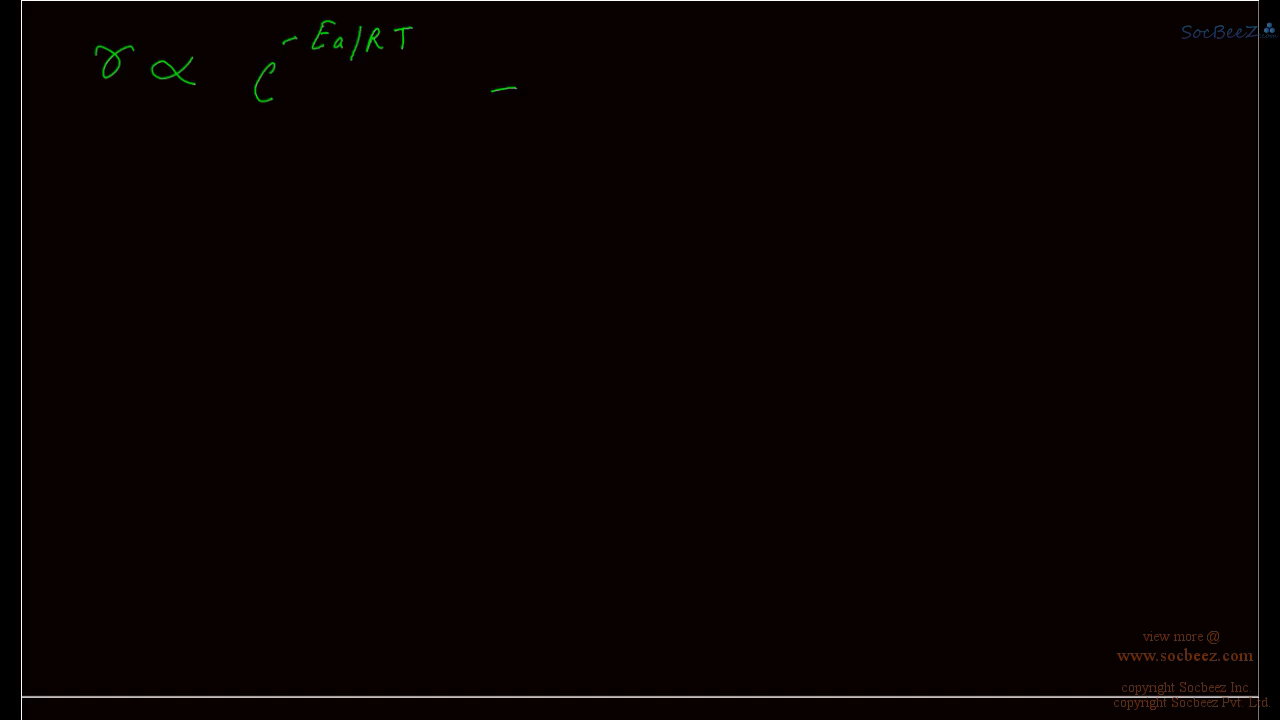 r ∝ e^{-Ea/RT} –
SocBeeZ
view more @
www.socbeez.com
copyright Socbeez Inc.
copyright Socbeez Pvt. Ltd.